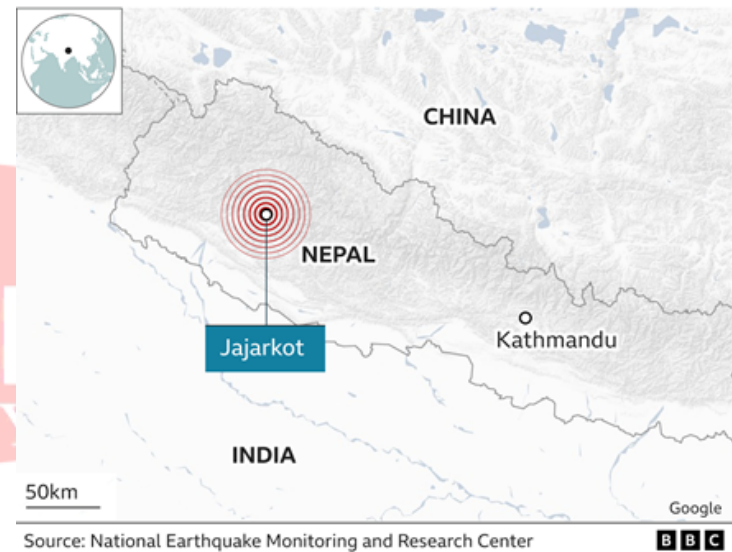 CHINA
NEPAL
Kathmandu
Jajarkot
INDIA
50km
Google
Source: National Earthquake Monitoring and Research Center
BBC